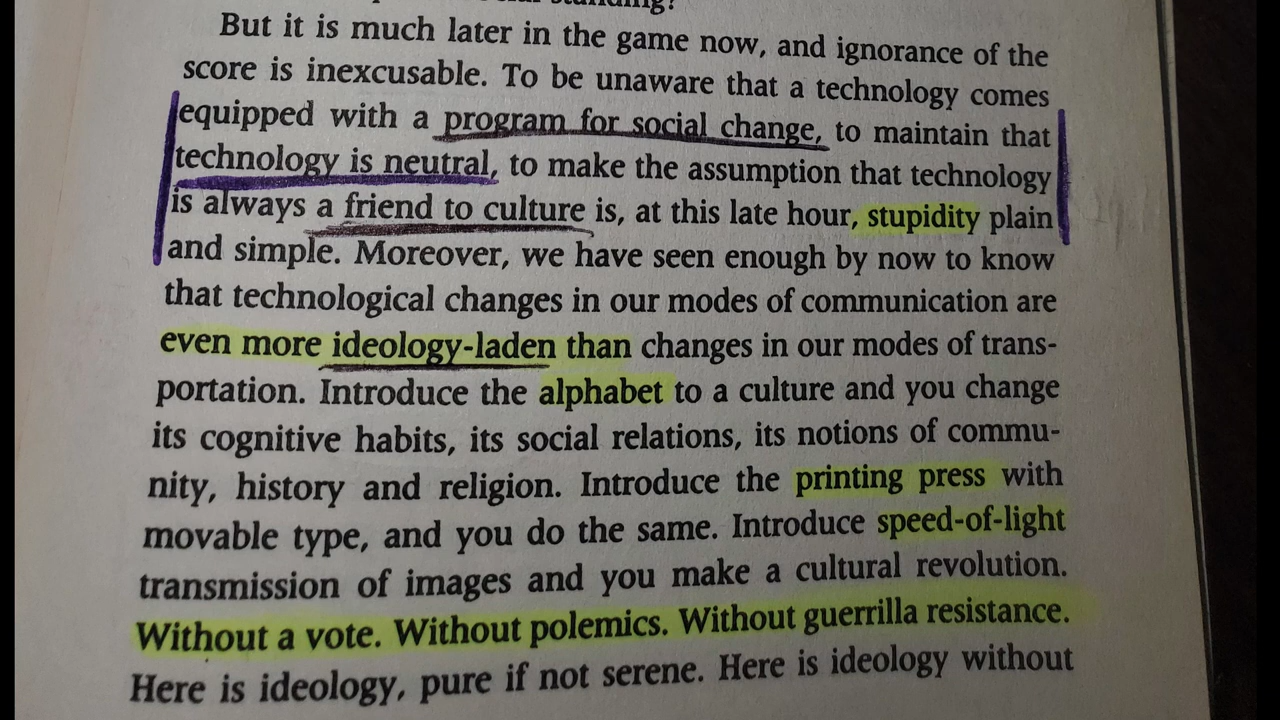 standing?
But it is much later in the game now, and ignorance of the
score is inexcusable. To be unaware that a technology comes
equipped with a program for social change, to maintain that
technology is neutral, to make the assumption that technology
is always a friend to culture is, at this late hour, stupidity plain
and simple. Moreover, we have seen enough by now to know
that technological changes in our modes of communication are
even more ideology-laden than changes in our modes of trans-
portation. Introduce the alphabet to a culture and you change
its cognitive habits, its social relations, its notions of commu-
nity, history and religion. Introduce the printing press with
movable type, and you do the same. Introduce speed-of-light
transmission of images and you make a cultural revolution.
Without a vote. Without polemics. Without guerrilla resistance.
Here is ideology, pure if not serene. Here is ideology without